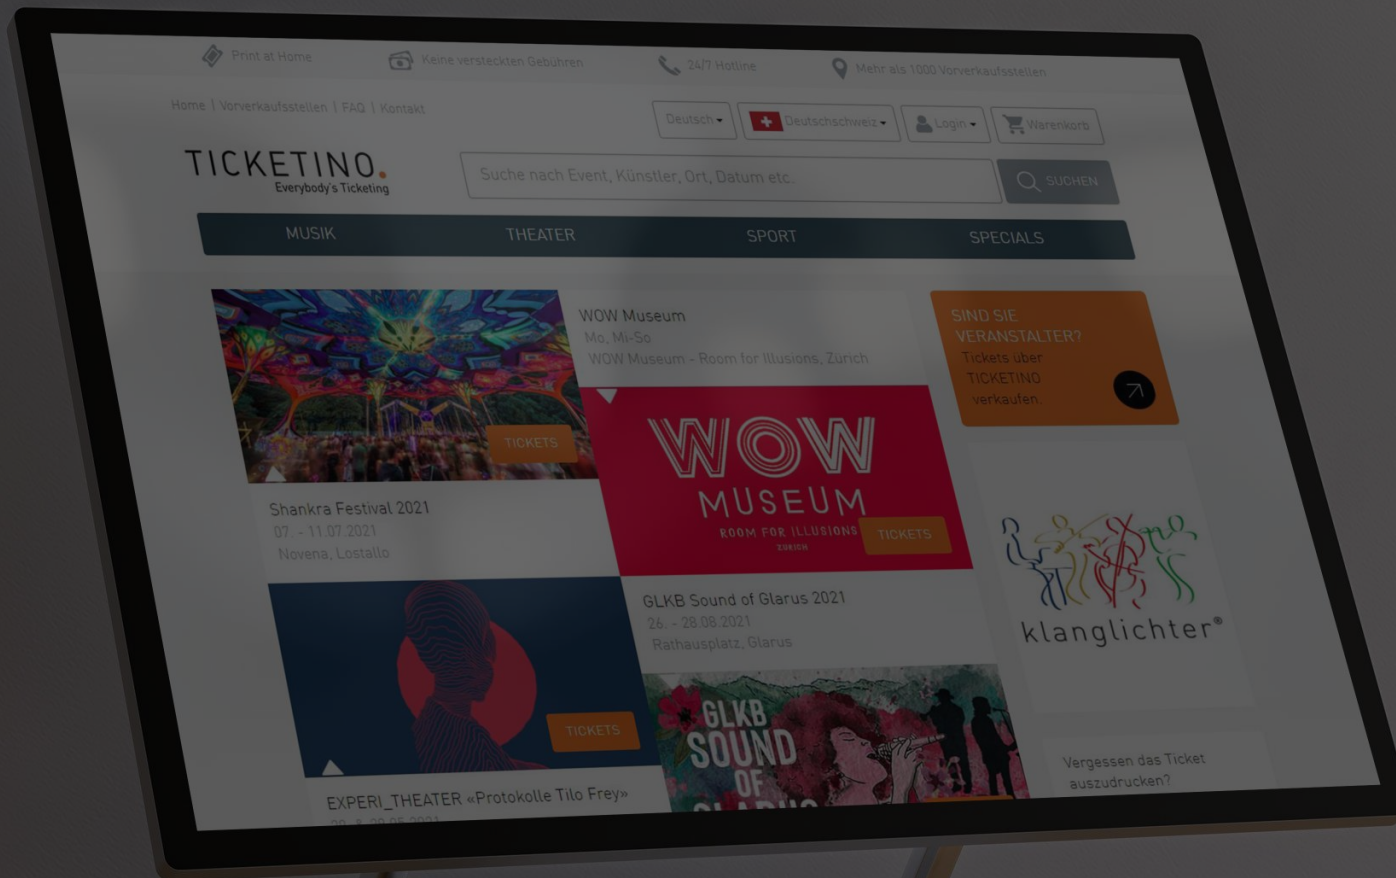 Print at Home
Keine versteckten Gebühren
24/7 Hotline
Mehr als 1000 Vorverkaufsstellen
Home | Vorverkaufsstellen | FAQ | Kontakt
Deutsch
Deutschschweiz
Login
Warenkorb
TICKETINO.
Everybody's Ticketing
Suche nach Event, Künstler, Ort, Datum etc.
SUCHEN
MUSIK
THEATER
SPORT
SPECIALS
TICKETS
Shankra Festival 2021
07. - 11.07.2021
Novena, Lostallo
TICKETS
EXPERI_THEATER «Protokolle Tilo Frey»
WOW Museum
Mo, Mi-So
WOW Museum - Room for Illusions, Zürich
WOW
MUSEUM
ROOM FOR ILLUSIONS
ZÜRICH
TICKETS
GLKB Sound of Glarus 2021
26. - 28.08.2021
Rathausplatz, Glarus
GLKB
SOUND
OF
GLARUS
SIND SIE
VERANSTALTER?
Tickets über
TICKETINO
verkaufen.
klanglichter®
Vergessen das Ticket
auszudrucken?